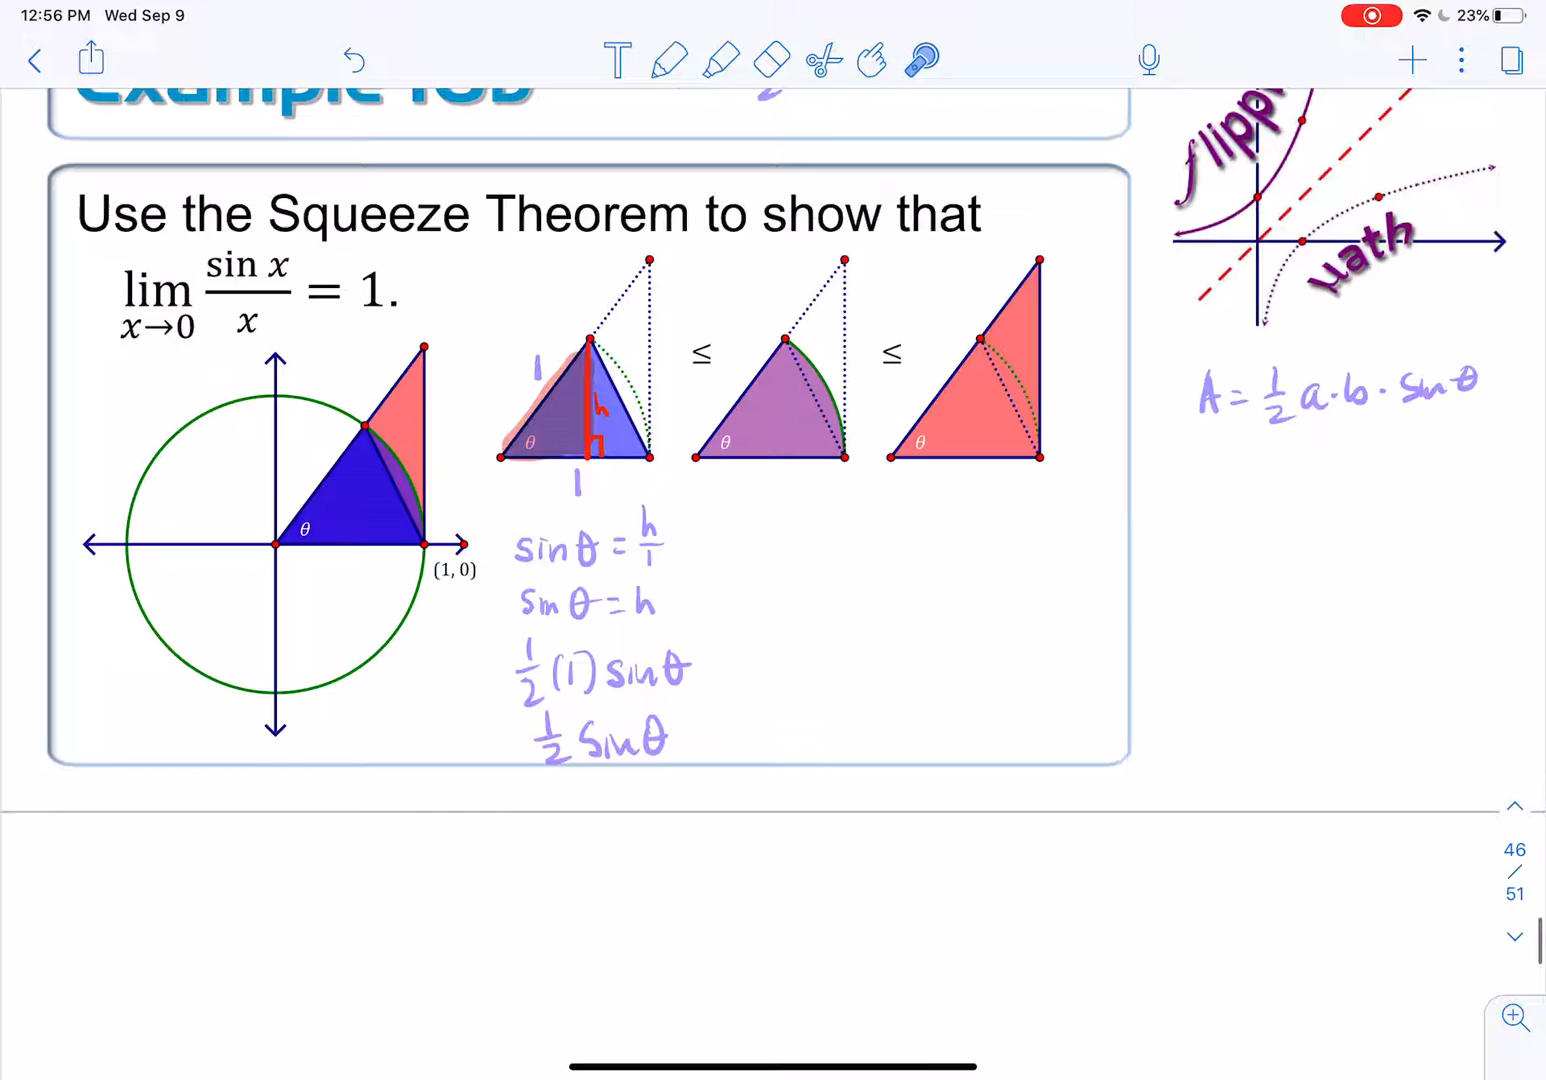 12:56 PM Wed Sep 9
23%
T
Use the Squeeze Theorem to show that
lim x→0 sin x / x = 1.
θ
(1, 0)
1
h
θ
1
≤
θ
≤
θ
sin θ = h/1
sin θ = h
1/2 (1) sin θ
1/2 sin θ
math
A = 1/2 a · b · sin θ
46
/
51